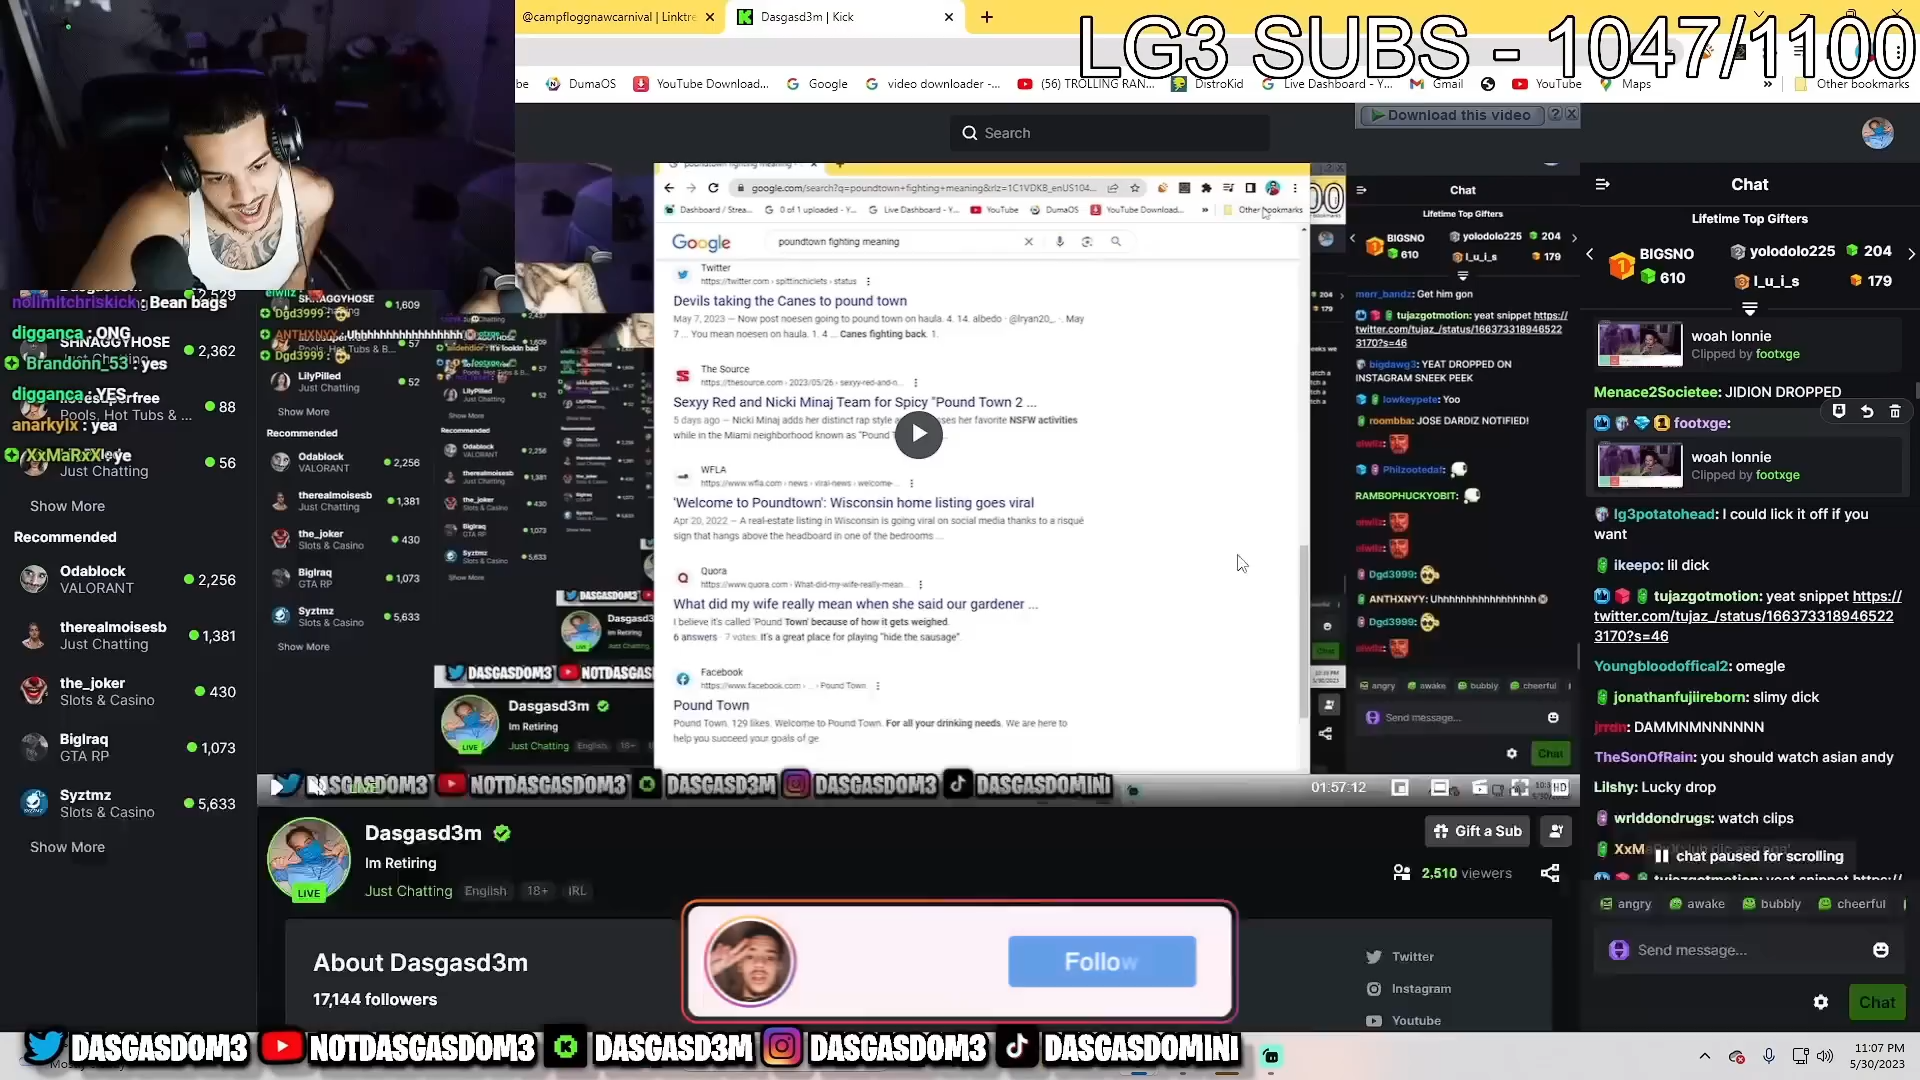 @campfloggnawcarnival | Linktre
Dasgasd3m | Kick
LG3 SUBS - 1047/1100
DumaOS
YouTube Download...
Google
video downloader -...
(56) TROLLING RAN...
DistroKid
Live Dashboard - Y...
Gmail
YouTube
Maps
Other bookmarks
Search
Download this video
google.com/search?q=poundtown+fighting+meaning&rlz=1C1VDKB_enUS104...
Dashboard / Strea...
0 of 1 uploaded - Y...
Live Dashboard - Y...
YouTube
DumaOS
YouTube Download...
Other bookmarks
Google
poundtown fighting meaning
Twitter
https://twitter.com › spittinchiclets › status
Devils taking the Canes to pound town
May 7, 2023 — Now post noesen going to pound town on haula. 4. 14. albedo · @lryan20_. · May
7 ... You mean noesen on haula. 1. 4 ... Canes fighting back. 1.
The Source
https://thesource.com › 2023/05/26 › sexyy-red-and-n...
Sexyy Red and Nicki Minaj Team for Spicy "Pound Town 2 ...
5 days ago — Nicki Minaj adds her distinct rap style
her favorite NSFW activities
while in the Miami neighborhood known as "Pound
WFLA
https://www.wfla.com › news › viral-news › welcome-...
'Welcome to Poundtown': Wisconsin home listing goes viral
Apr 20, 2022 — A real-estate listing in Wisconsin is going viral on social media thanks to a risqué
sign that hangs above the headboard in one of the bedrooms ...
Quora
https://www.quora.com › What-did-my-wife-really-mean...
What did my wife really mean when she said our gardener ...
I believe it's called 'Pound Town' because of how it gets weighed.
6 answers · 7 votes: It's a great place for playing "hide the sausage".
Facebook
https://www.facebook.com › ... › Pound Town
Pound Town
Pound Town. 129 likes. Welcome to Pound Town. For all your drinking needs. We are here to
help you succeed your goals of ge
nolimitchriskick: Bean bags
digganca : ONG
SHNAGGYHOSE
Just Chatting
2,362
Brandonn_53 : yes
digganca : YES
Pools, Hot Tubs & ...
88
anarkylx : yea
XxMaRxXl : ye
Just Chatting
56
Show More
Recommended
Odablock
VALORANT
2,256
therealmoisesb
Just Chatting
1,381
the_joker
Slots & Casino
430
BigIraq
GTA RP
1,073
Syztmz
Slots & Casino
5,633
Show More
SHNAGGYHOSE
1,609
Dgd3999 :
ANTHXNYY : Uhhhhhhhhhhhhhhhhh
57
Dgd3999 :
LilyPilled
Just Chatting
52
Show More
Recommended
Odablock
VALORANT
2,256
therealmoisesb
Just Chatting
1,381
the_joker
Slots & Casino
430
BigIraq
GTA RP
1,073
Syztmz
Slots & Casino
5,633
Show More
DASGASDOM3
Dasgasd3m
Im Retiring
Just Chatting
English
18+
LIVE
Chat
Lifetime Top Gifters
BIGSNO
610
yolodolo225
204
l_u_i_s
179
merr_bandz: Get him gon
tujazgotmotion: yeat snippet https://
twitter.com/tujaz_/status/166373318946522
3170?s=46
bigdawg3: YEAT DROPPED ON
INSTAGRAM SNEEK PEEK
lowkeypete: Yoo
roombba: JOSE DARDIZ NOTIFIED!
Philzootedaf:
RAMBOPHUCKYOBIT:
Dgd3999:
ANTHXNYY: Uhhhhhhhhhhhhhhhhh
Dgd3999:
angry
awake
bubbly
cheerful
Send message...
Chat
Chat
Lifetime Top Gifters
BIGSNO
610
yolodolo225
204
l_u_i_s
179
woah lonnie
Clipped by footxge
Menace2Societee: JIDION DROPPED
footxge:
woah lonnie
Clipped by footxge
lg3potatohead: I could lick it off if you
want
ikeepo: lil dick
tujazgotmotion: yeat snippet https://
twitter.com/tujaz_/status/166373318946522
3170?s=46
Youngbloodoffical2: omegle
jonathanfujiireborn: slimy dick
jrrdn: DAMMNMNNNNNN
TheSonOfRain: you should watch asian andy
Lilshy: Lucky drop
wrlddondrugs: watch clips
chat paused for scrolling
angry
awake
bubbly
cheerful
Send message...
Chat
DASGASDOM3
NOTDASGASDOM3
DASGASD3M
DASGASDOM3
DASGASDOMINI
01:57:12
HD
Dasgasd3m
Im Retiring
Just Chatting
English
18+
IRL
LIVE
Gift a Sub
2,510 viewers
About Dasgasd3m
17,144 followers
Follow
Twitter
Instagram
Youtube
DASGASDOM3
NOTDASGASDOM3
DASGASD3M
DASGASDOM3
DASGASDOMINI
11:07 PM
5/30/2023